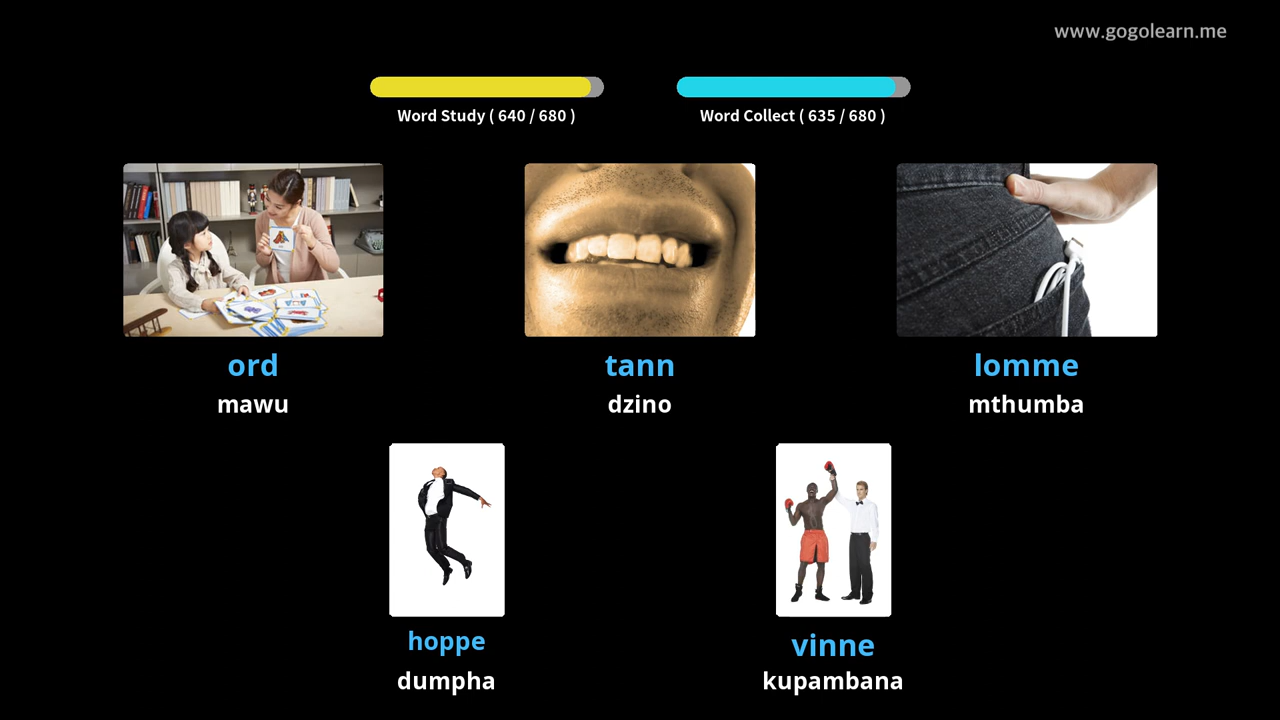 www.gogolearn.me
Word Study ( 640 / 680 )
Word Collect ( 635 / 680 )
ord
mawu
tann
dzino
lomme
mthumba
hoppe
dumpha
vinne
kupambana